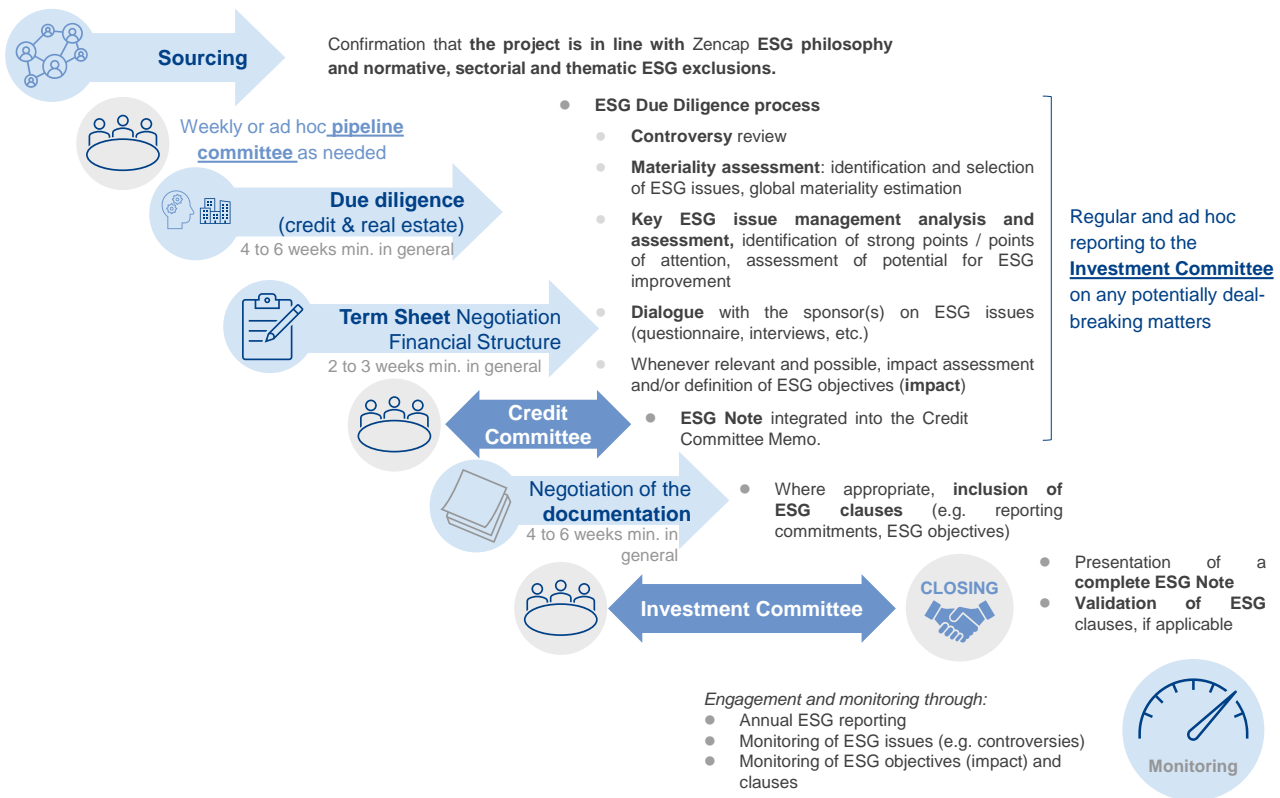 Sourcing
Confirmation that the project is in line with Zencap ESG philosophy
and normative, sectorial and thematic ESG exclusions.
Weekly or ad hoc pipeline
committee as needed
Due diligence
(credit & real estate)
4 to 6 weeks min. in general
Term Sheet Negotiation
Financial Structure
2 to 3 weeks min. in general
● ESG Due Diligence process
● Controversy review
● Materiality assessment: identification and selection
of ESG issues, global materiality estimation
● Key ESG issue management analysis and
assessment, identification of strong points / points
of attention, assessment of potential for ESG
improvement
● Dialogue with the sponsor(s) on ESG issues
(questionnaire, interviews, etc.)
● Whenever relevant and possible, impact assessment
and/or definition of ESG objectives (impact)
Regular and ad hoc
reporting to the
Investment Committee
on any potentially deal-
breaking matters
Credit
Committee
● ESG Note integrated into the Credit
Committee Memo.
Negotiation of the
documentation
4 to 6 weeks min. in
general
● Where appropriate, inclusion of
ESG clauses (e.g. reporting
commitments, ESG objectives)
Investment Committee
CLOSING
● Presentation of a
complete ESG Note
● Validation of ESG
clauses, if applicable
Engagement and monitoring through:
● Annual ESG reporting
● Monitoring of ESG issues (e.g. controversies)
● Monitoring of ESG objectives (impact) and
clauses
Monitoring